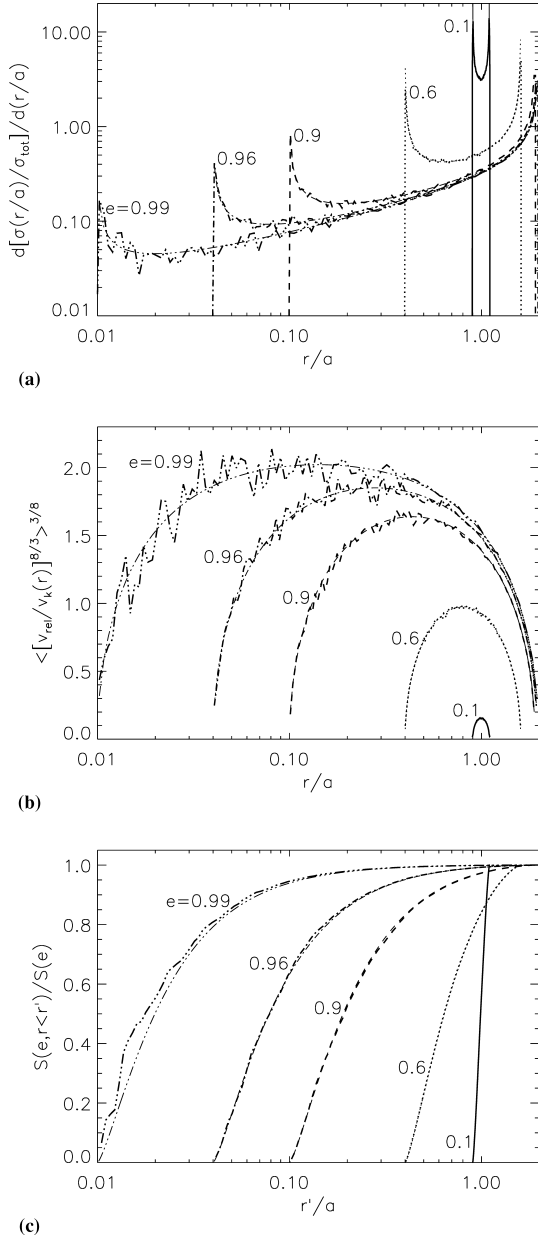 d[σ(r/a)/σtot]/d(r/a)
10.00
1.00
0.10
0.01
0.1
0.6
0.9
0.96
e=0.99
0.01 0.10 1.00
r/a
(a)
<[vrel/vk(r)]8/3>3/8
2.0
1.5
1.0
0.5
0.0
e=0.99
0.96
0.9
0.6
0.1
0.01 0.10 1.00
r/a
(b)
S(e,r<r')/S(e)
1.0
0.8
0.6
0.4
0.2
0.0
e=0.99
0.96
0.9
0.6
0.1
0.01 0.10 1.00
r'/a
(c)